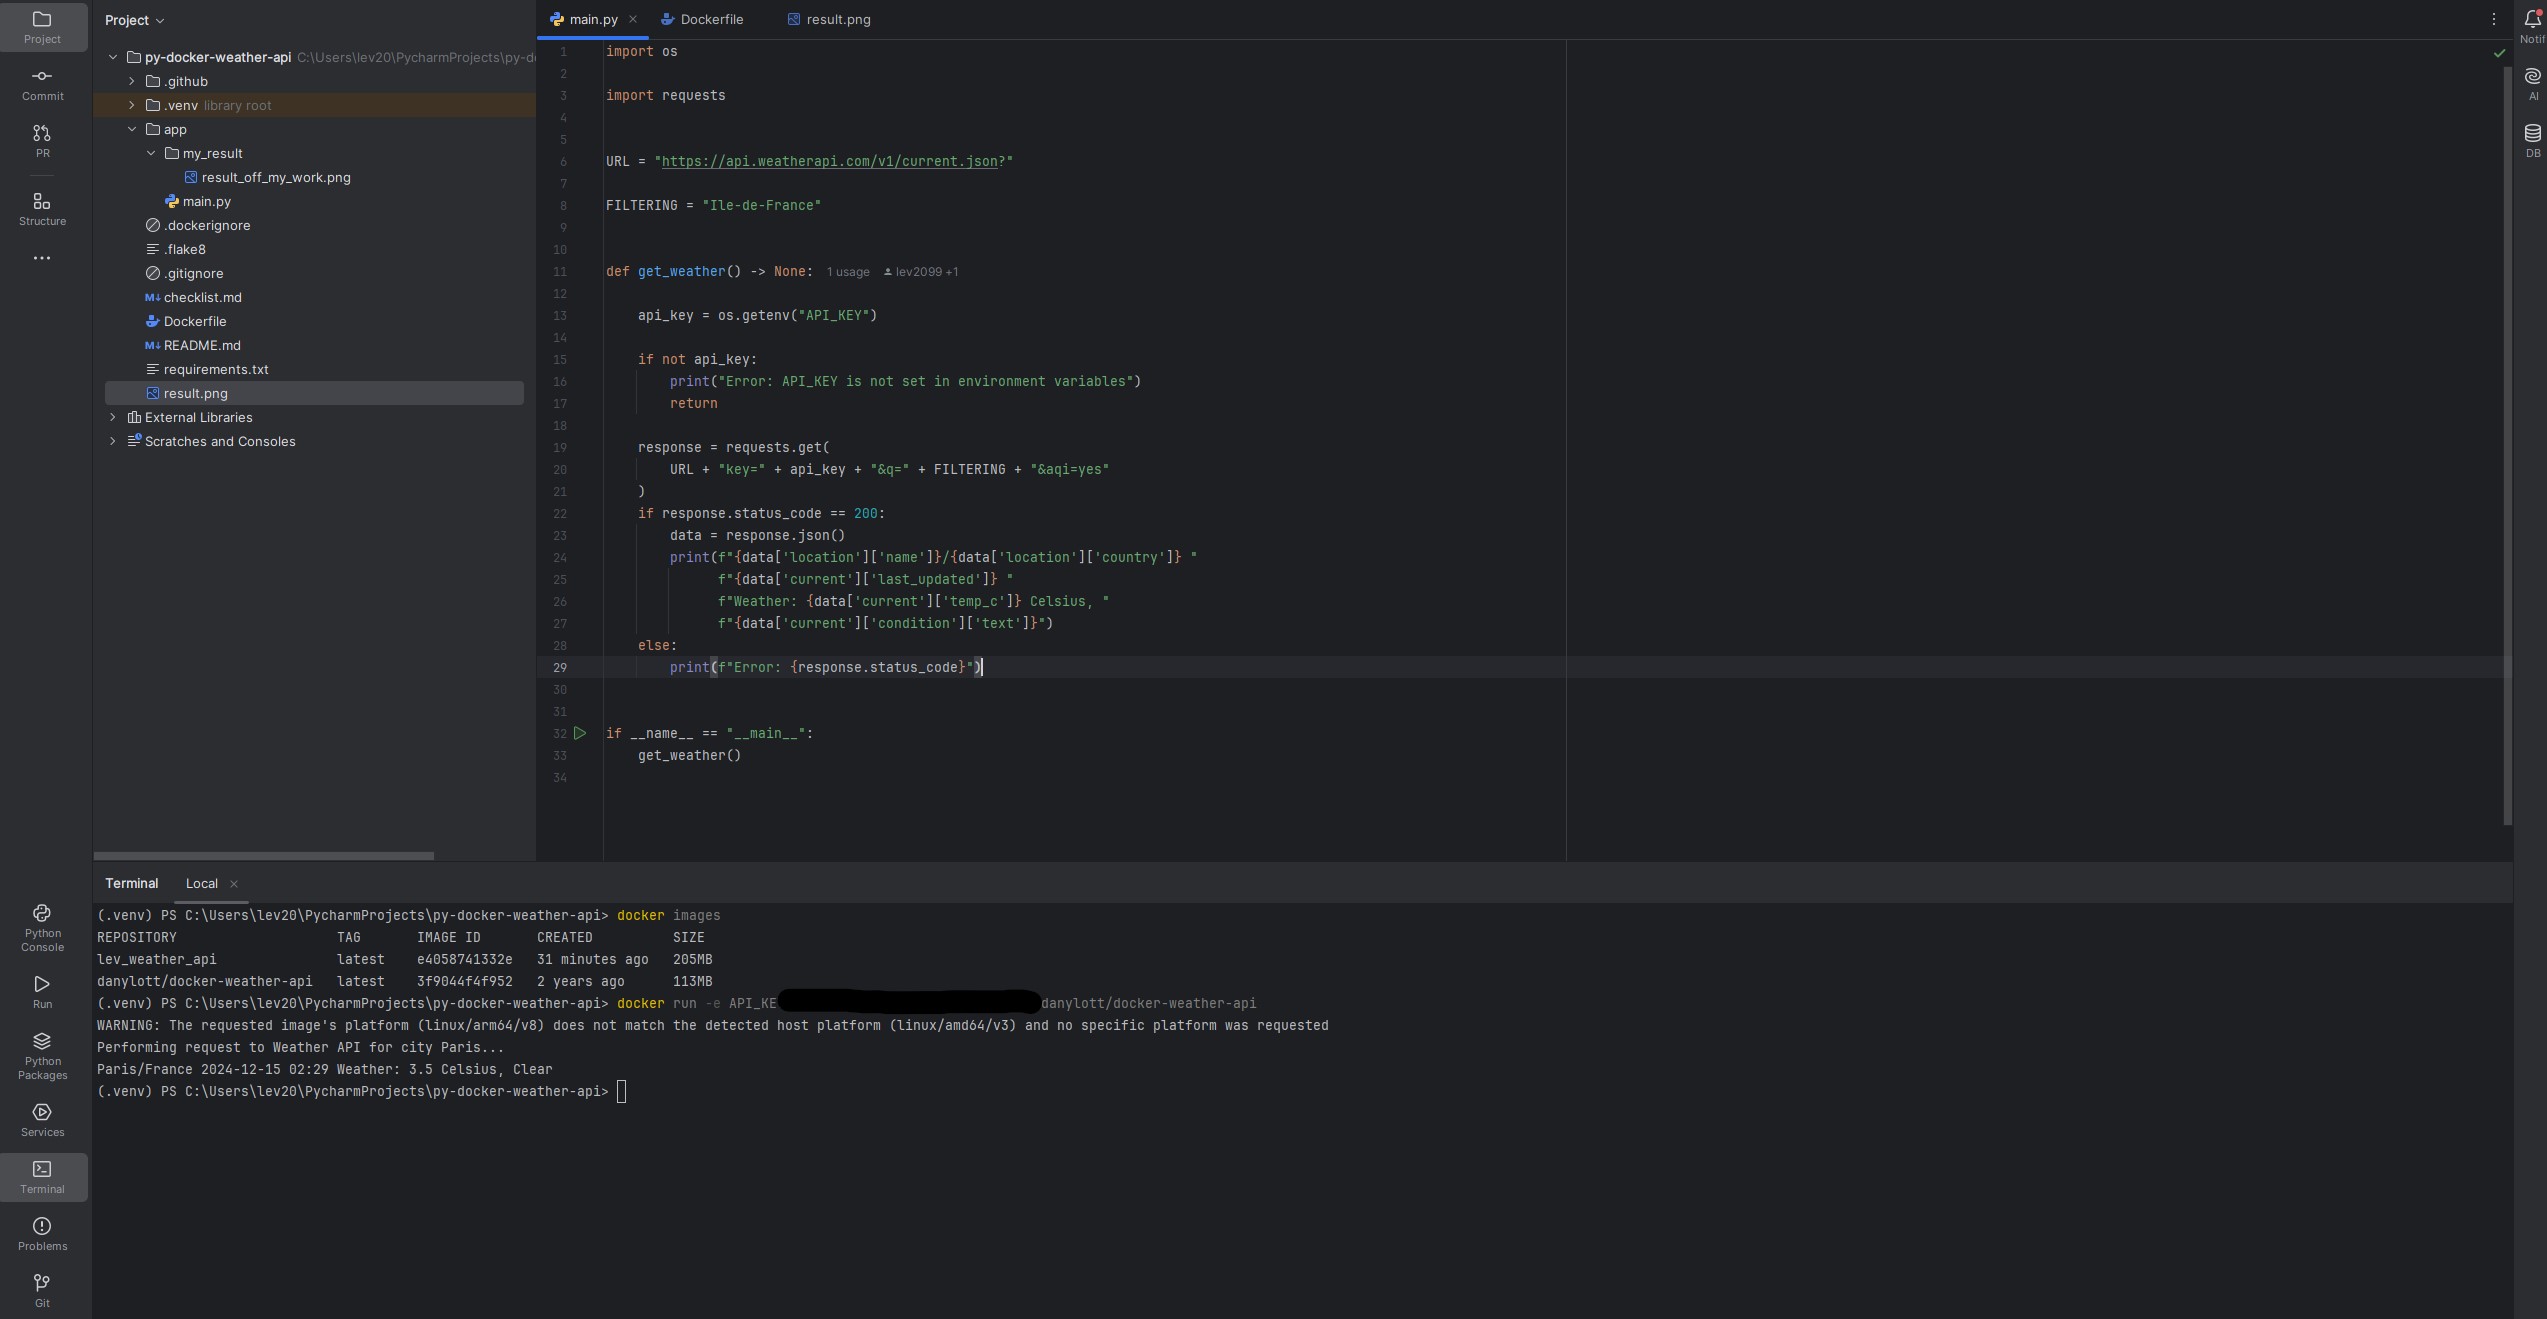 Project
Commit
PR
Structure
Python
Console
Run
Python
Packages
Services
Terminal
Problems
Git
Project
py-docker-weather-api C:\Users\lev20\PycharmProjects\py-d
.github
.venv library root
app
my_result
result_off_my_work.png
main.py
.dockerignore
.flake8
.gitignore
M↓ checklist.md
Dockerfile
M↓ README.md
requirements.txt
result.png
External Libraries
Scratches and Consoles
main.py Dockerfile result.png
1 import os
2
3 import requests
4
5
6 URL = "https://api.weatherapi.com/v1/current.json?"
7
8 FILTERING = "Ile-de-France"
9
10
11 def get_weather() -> None: 1 usage lev2099 +1
12
13 api_key = os.getenv("API_KEY")
14
15 if not api_key:
16 print("Error: API_KEY is not set in environment variables")
17 return
18
19 response = requests.get(
20 URL + "key=" + api_key + "&q=" + FILTERING + "&aqi=yes"
21 )
22 if response.status_code == 200:
23 data = response.json()
24 print(f"{data['location']['name']}/{data['location']['country']} "
25 f"{data['current']['last_updated']} "
26 f"Weather: {data['current']['temp_c']} Celsius, "
27 f"{data['current']['condition']['text']}")
28 else:
29 print(f"Error: {response.status_code}")
30
31
32 if __name__ == "__main__":
33 get_weather()
34
Notif
AI
DB
Terminal Local
(.venv) PS C:\Users\lev20\PycharmProjects\py-docker-weather-api> docker images
REPOSITORY TAG IMAGE ID CREATED SIZE
lev_weather_api latest e4058741332e 31 minutes ago 205MB
danylott/docker-weather-api latest 3f9044f4f952 2 years ago 113MB
(.venv) PS C:\Users\lev20\PycharmProjects\py-docker-weather-api> docker run -e API_KE danylott/docker-weather-api
WARNING: The requested image's platform (linux/arm64/v8) does not match the detected host platform (linux/amd64/v3) and no specific platform was requested
Performing request to Weather API for city Paris...
Paris/France 2024-12-15 02:29 Weather: 3.5 Celsius, Clear
(.venv) PS C:\Users\lev20\PycharmProjects\py-docker-weather-api>